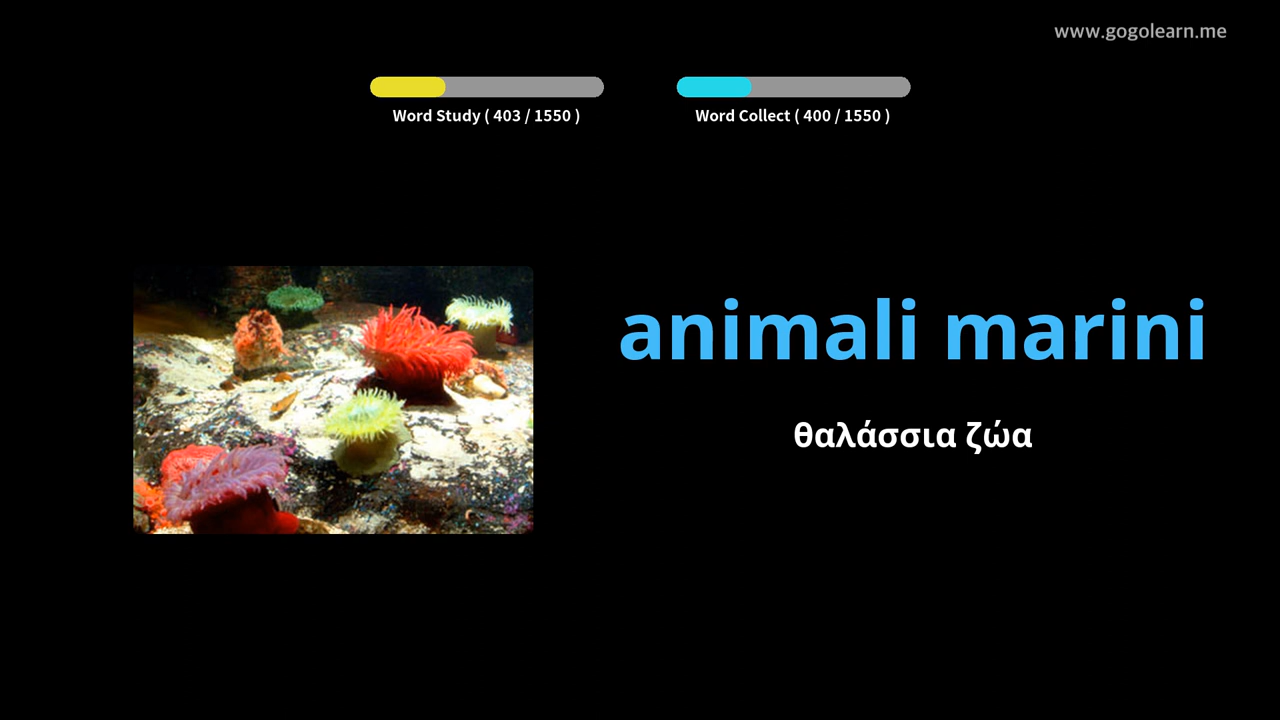 www.gogolearn.me
Word Study ( 403 / 1550 )
Word Collect ( 400 / 1550 )
animali marini
θαλάσσια ζώα